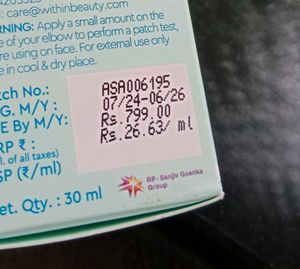 : care@withinbeauty.com
RNING: Apply a small amount on the
e of your elbow to perform a patch test,
re using on face. For external use only
e in cool & dry place.
tch No.: ASA006195
G. M/Y: 07/24-06/26
E By M/Y: Rs.799.00
RP ₹ : Rs.26.63/ ml
l. of all taxes)
SP (₹/ml)
et. Qty. : 30 ml
RP-Sanjiv Goenka
Group